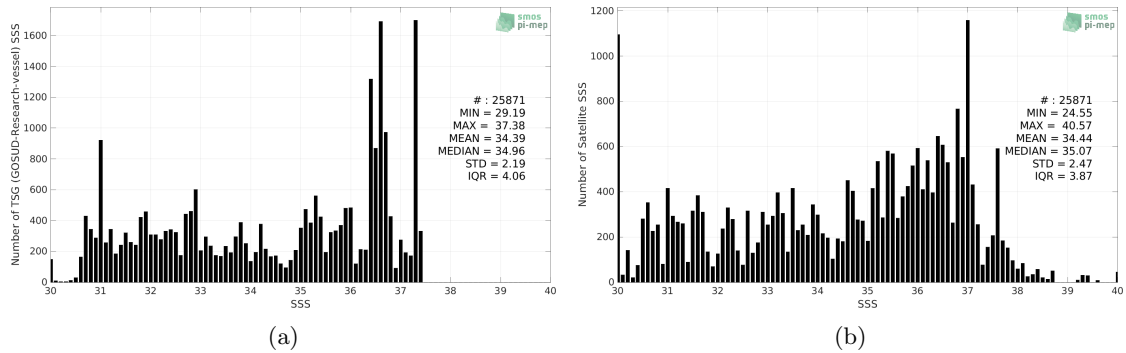 Number of TSG (GOSUD-Research-vessel) SSS
1600
1400
1200
1000
800
600
400
200
0
30 31 32 33 34 35 36 37 38 39 40
SSS
smos
pi-mep
# : 25871
MIN = 29.19
MAX = 37.38
MEAN = 34.39
MEDIAN = 34.96
STD = 2.19
IQR = 4.06
(a)
Number of Satellite SSS
1200
1000
800
600
400
200
0
30 31 32 33 34 35 36 37 38 39 40
SSS
smos
pi-mep
# : 25871
MIN = 24.55
MAX = 40.57
MEAN = 34.44
MEDIAN = 35.07
STD = 2.47
IQR = 3.87
(b)